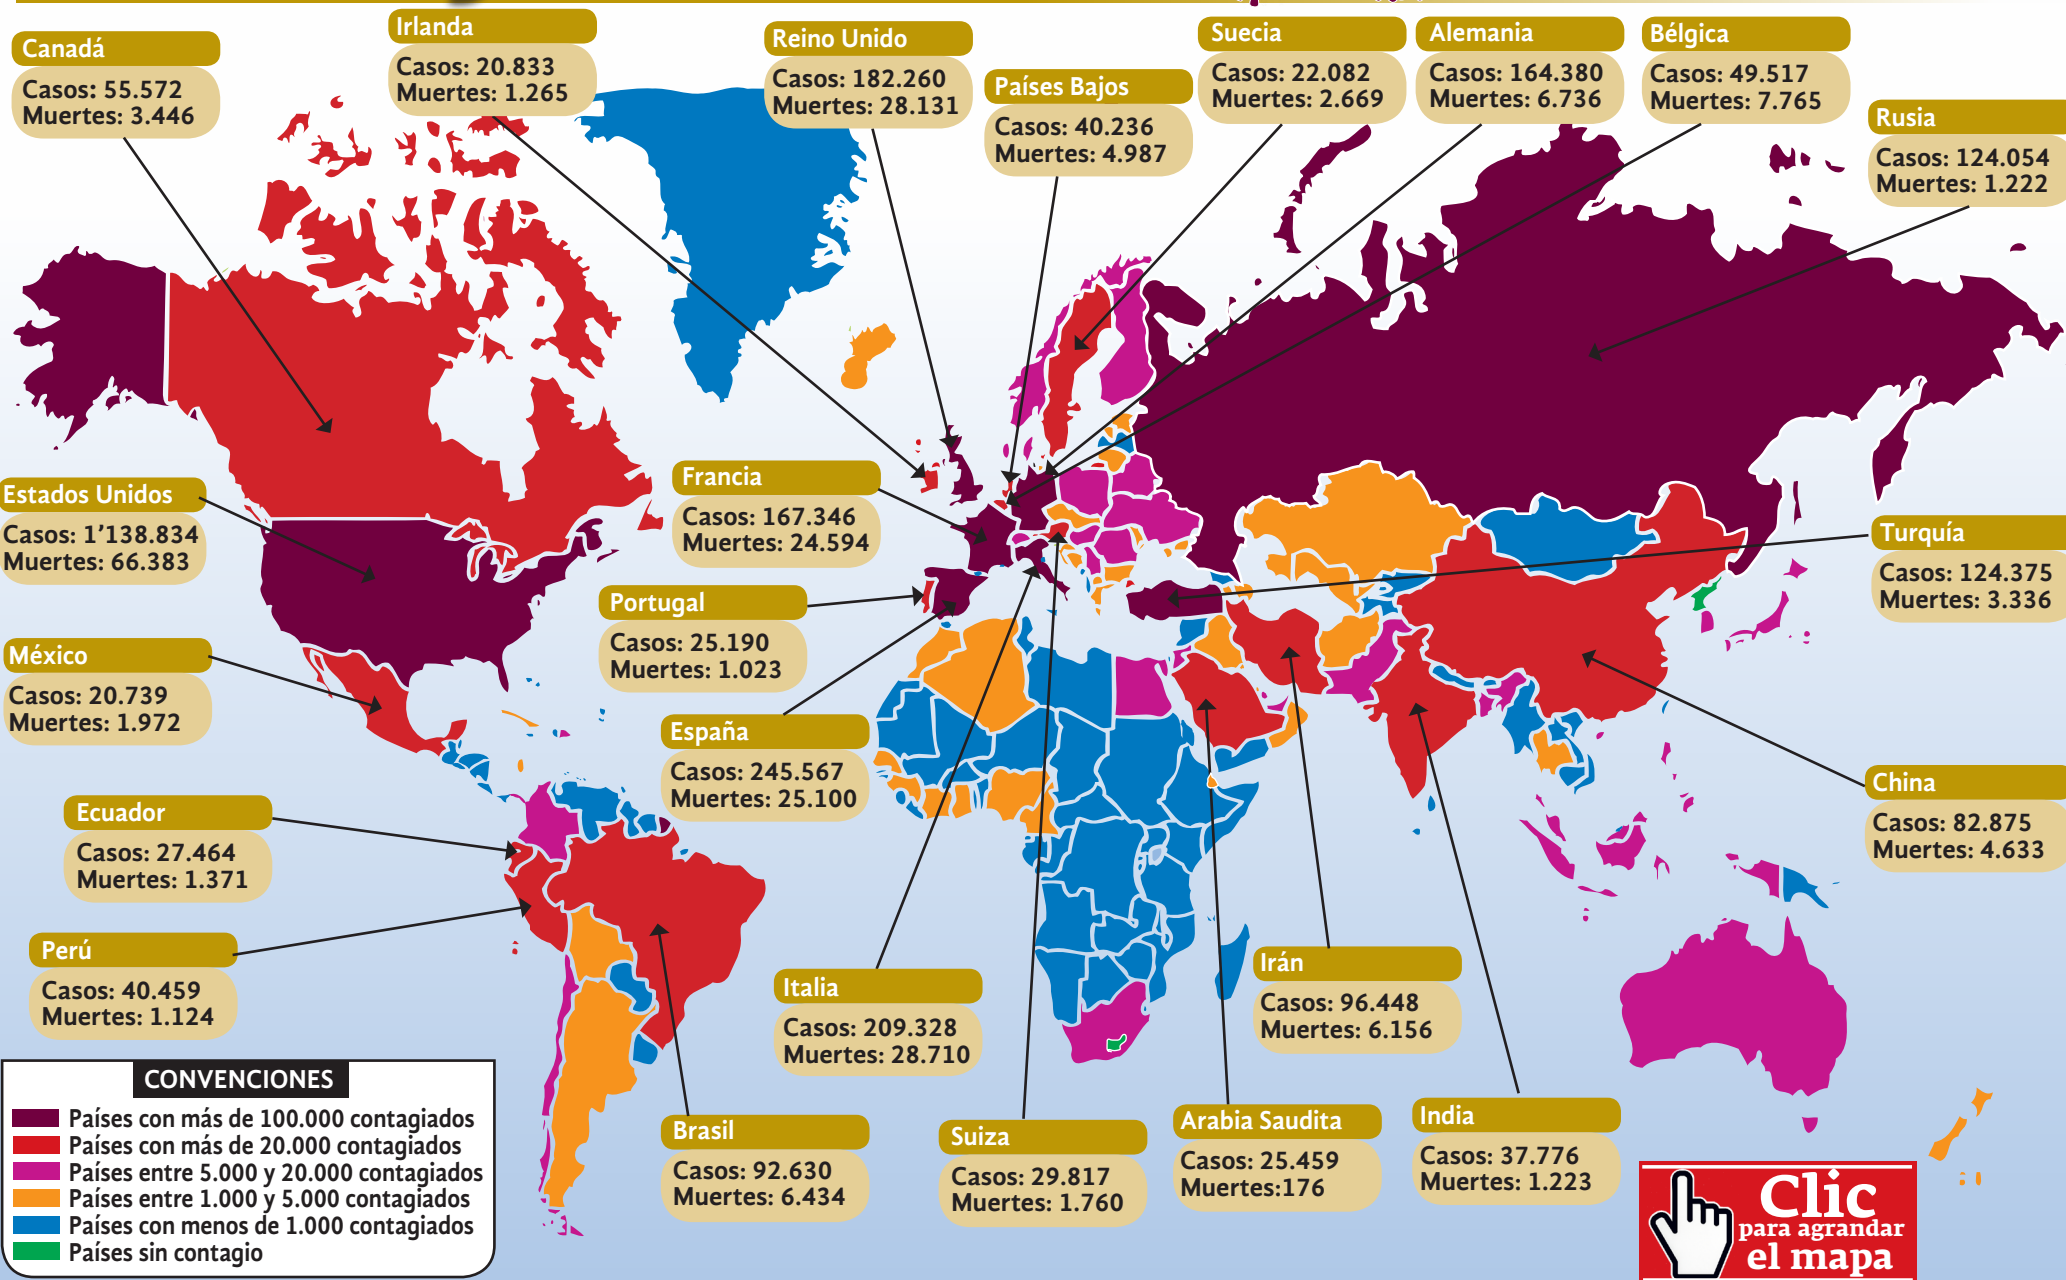 Canadá
Casos: 55.572
Muertes: 3.446
Irlanda
Casos: 20.833
Muertes: 1.265
Reino Unido
Casos: 182.260
Muertes: 28.131
Países Bajos
Casos: 40.236
Muertes: 4.987
Suecia
Casos: 22.082
Muertes: 2.669
Alemania
Casos: 164.380
Muertes: 6.736
Bélgica
Casos: 49.517
Muertes: 7.765
Rusia
Casos: 124.054
Muertes: 1.222
Estados Unidos
Casos: 1’138.834
Muertes: 66.383
Francia
Casos: 167.346
Muertes: 24.594
Turquía
Casos: 124.375
Muertes: 3.336
Portugal
Casos: 25.190
Muertes: 1.023
México
Casos: 20.739
Muertes: 1.972
España
Casos: 245.567
Muertes: 25.100
China
Casos: 82.875
Muertes: 4.633
Ecuador
Casos: 27.464
Muertes: 1.371
Perú
Casos: 40.459
Muertes: 1.124
Italia
Casos: 209.328
Muertes: 28.710
Irán
Casos: 96.448
Muertes: 6.156
Brasil
Casos: 92.630
Muertes: 6.434
Suiza
Casos: 29.817
Muertes: 1.760
Arabia Saudita
Casos: 25.459
Muertes:176
India
Casos: 37.776
Muertes: 1.223
CONVENCIONES
Países con más de 100.000 contagiados
Países con más de 20.000 contagiados
Países entre 5.000 y 20.000 contagiados
Países entre 1.000 y 5.000 contagiados
Países con menos de 1.000 contagiados
Países sin contagio
Clic
para agrandar
el mapa